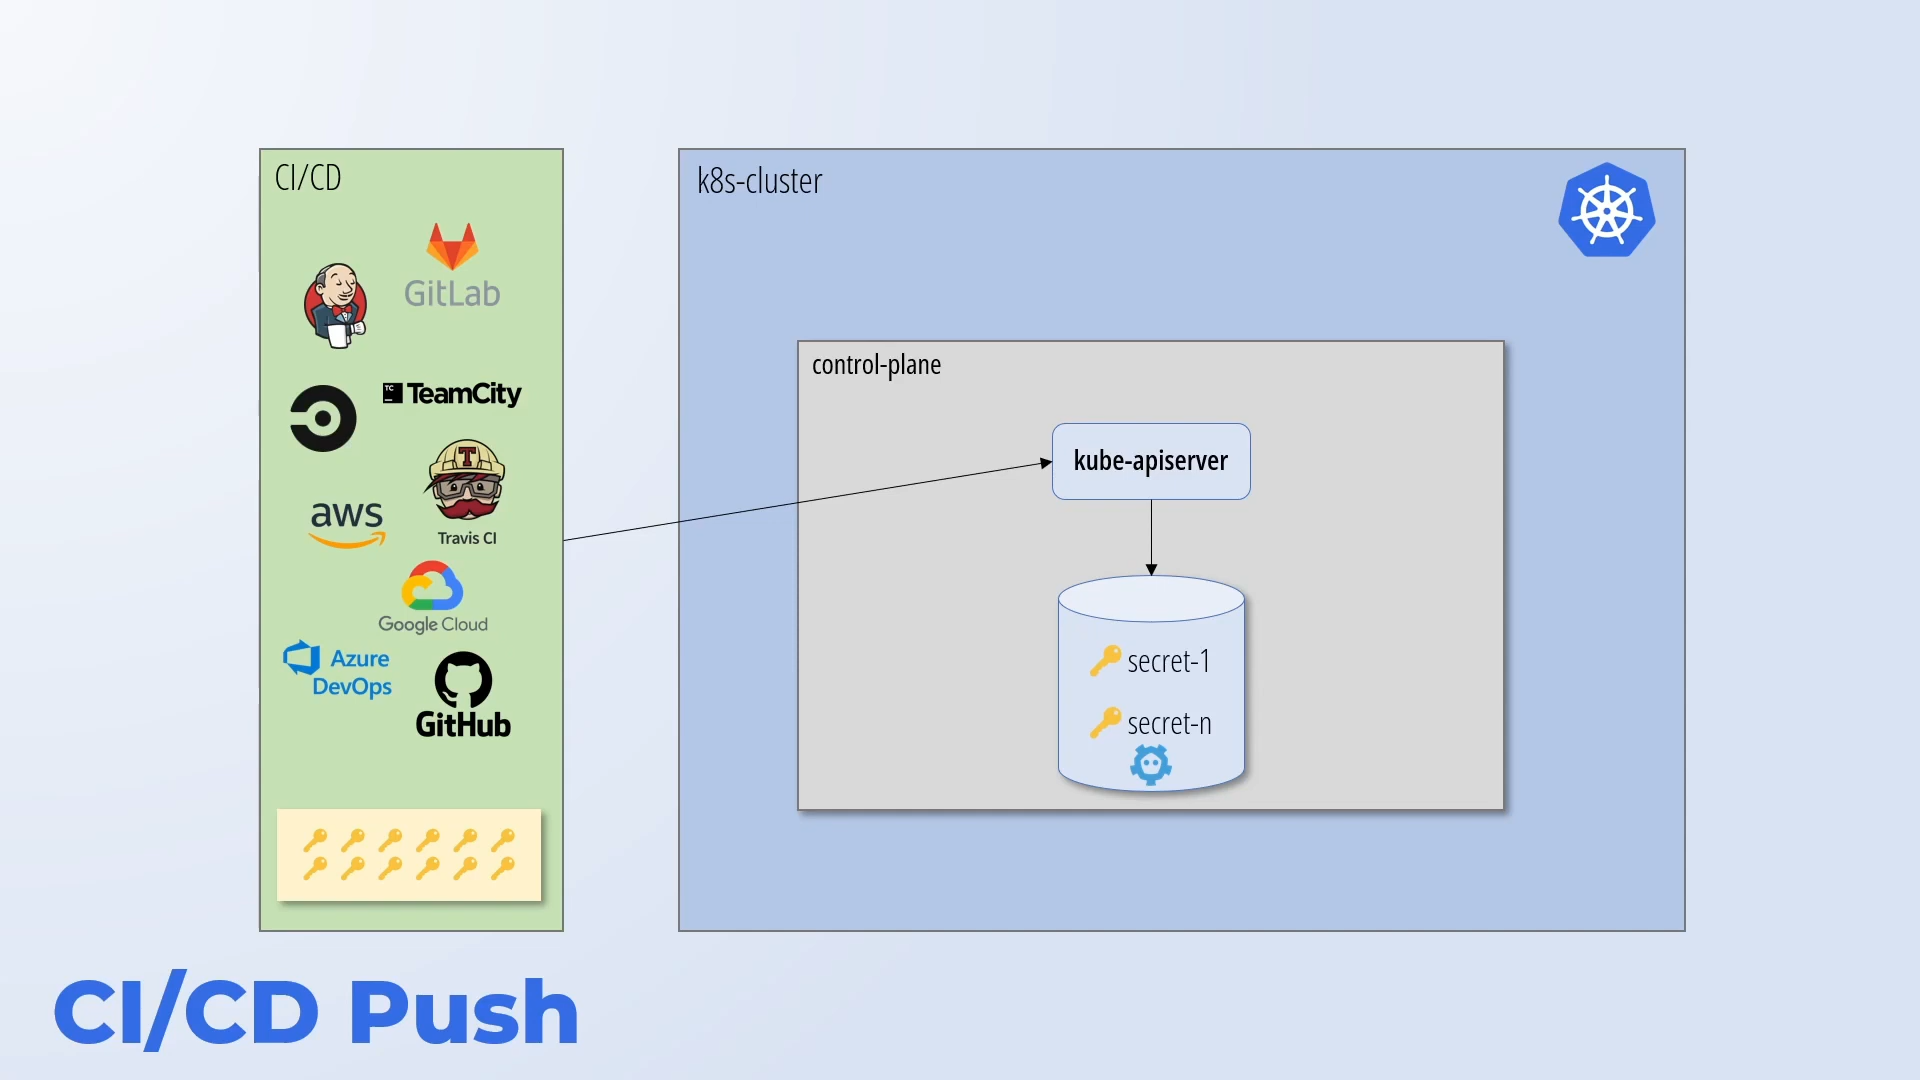 CI/CD
GitLab
TC
TeamCity
aws
Travis CI
T
Google Cloud
Azure
DevOps
GitHub
k8s-cluster
control-plane
kube-apiserver
secret-1
secret-n
CI/CD Push